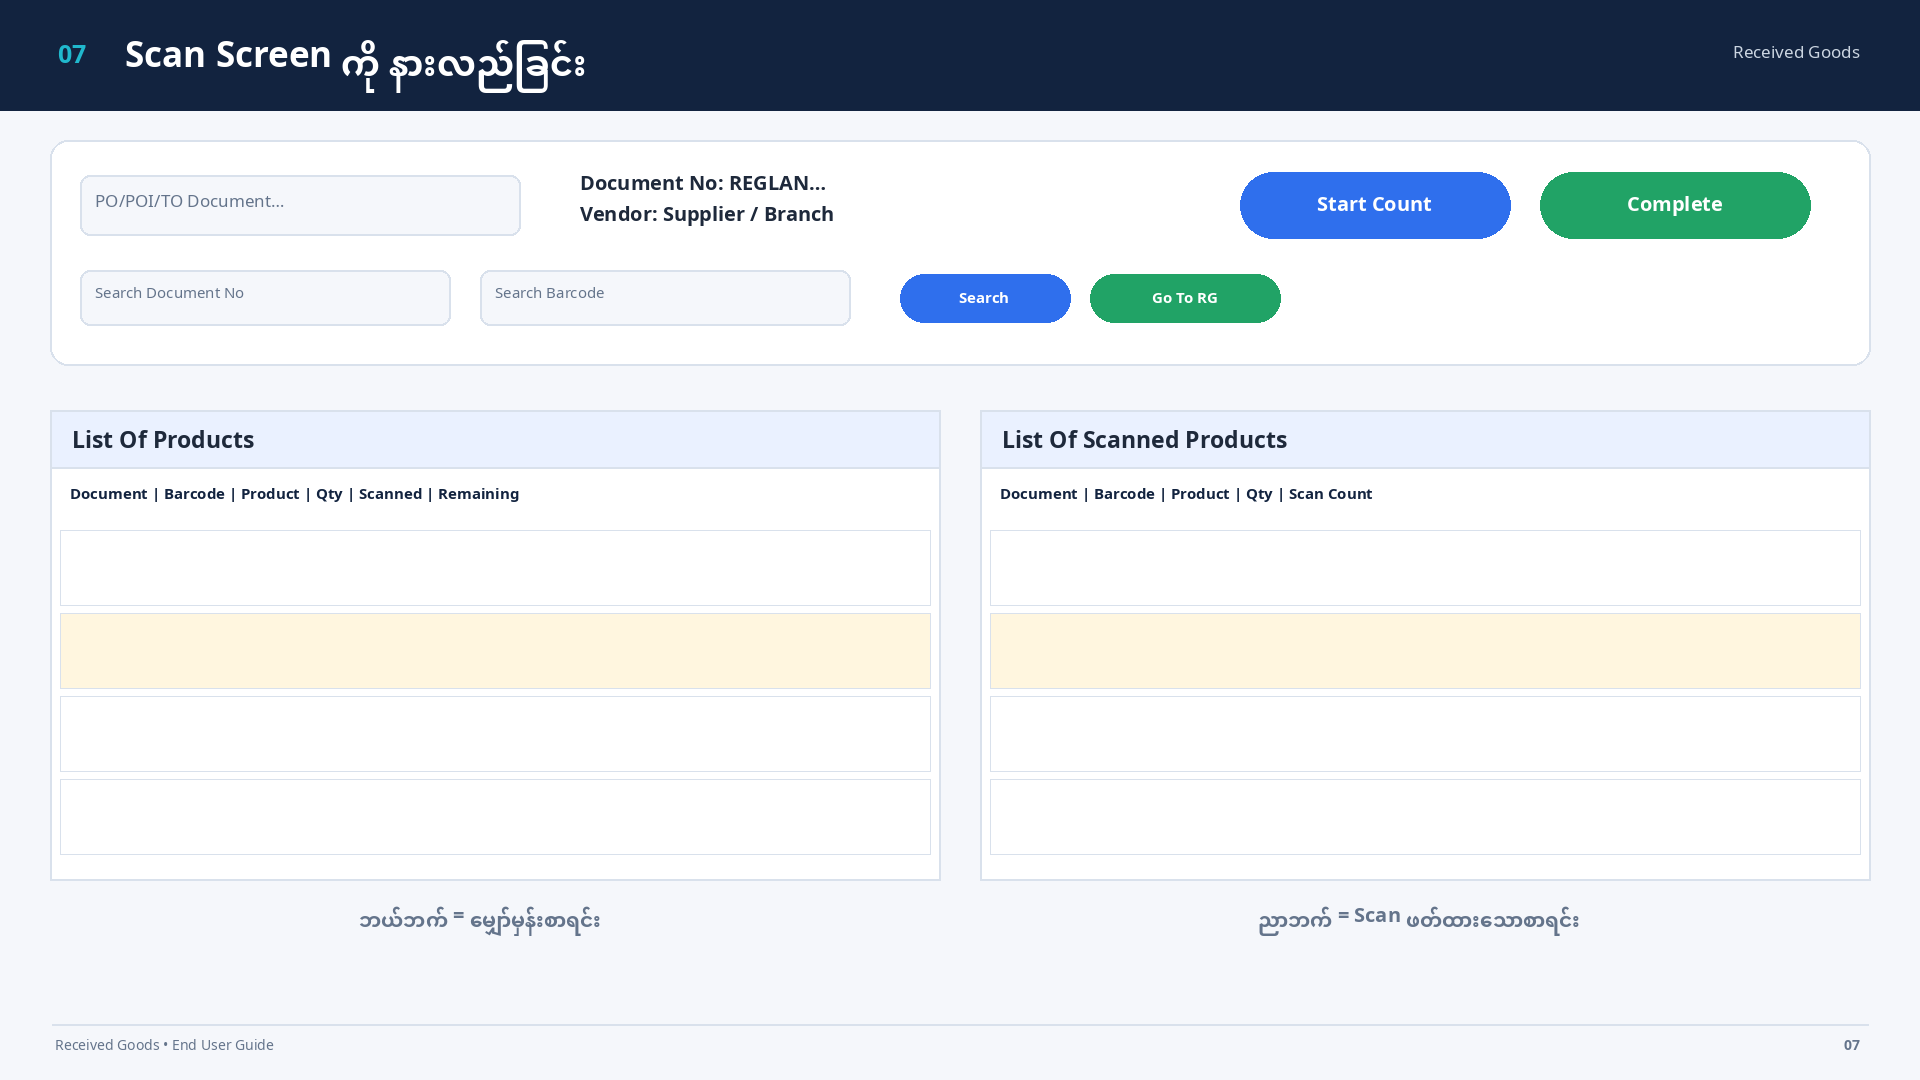 07 Scan Screen ကို နားလည်ခြင်း
Received Goods
PO/POI/TO Document...
Document No: REGLAN...
Vendor: Supplier / Branch
Start Count
Complete
Search Document No
Search Barcode
Search
Go To RG
List Of Products
Document | Barcode | Product | Qty | Scanned | Remaining
ဘယ်ဘက် = မျှော်မှန်းစာရင်း
List Of Scanned Products
Document | Barcode | Product | Qty | Scan Count
ညာဘက် = Scan ဖတ်ထားသောစာရင်း
Received Goods • End User Guide
07